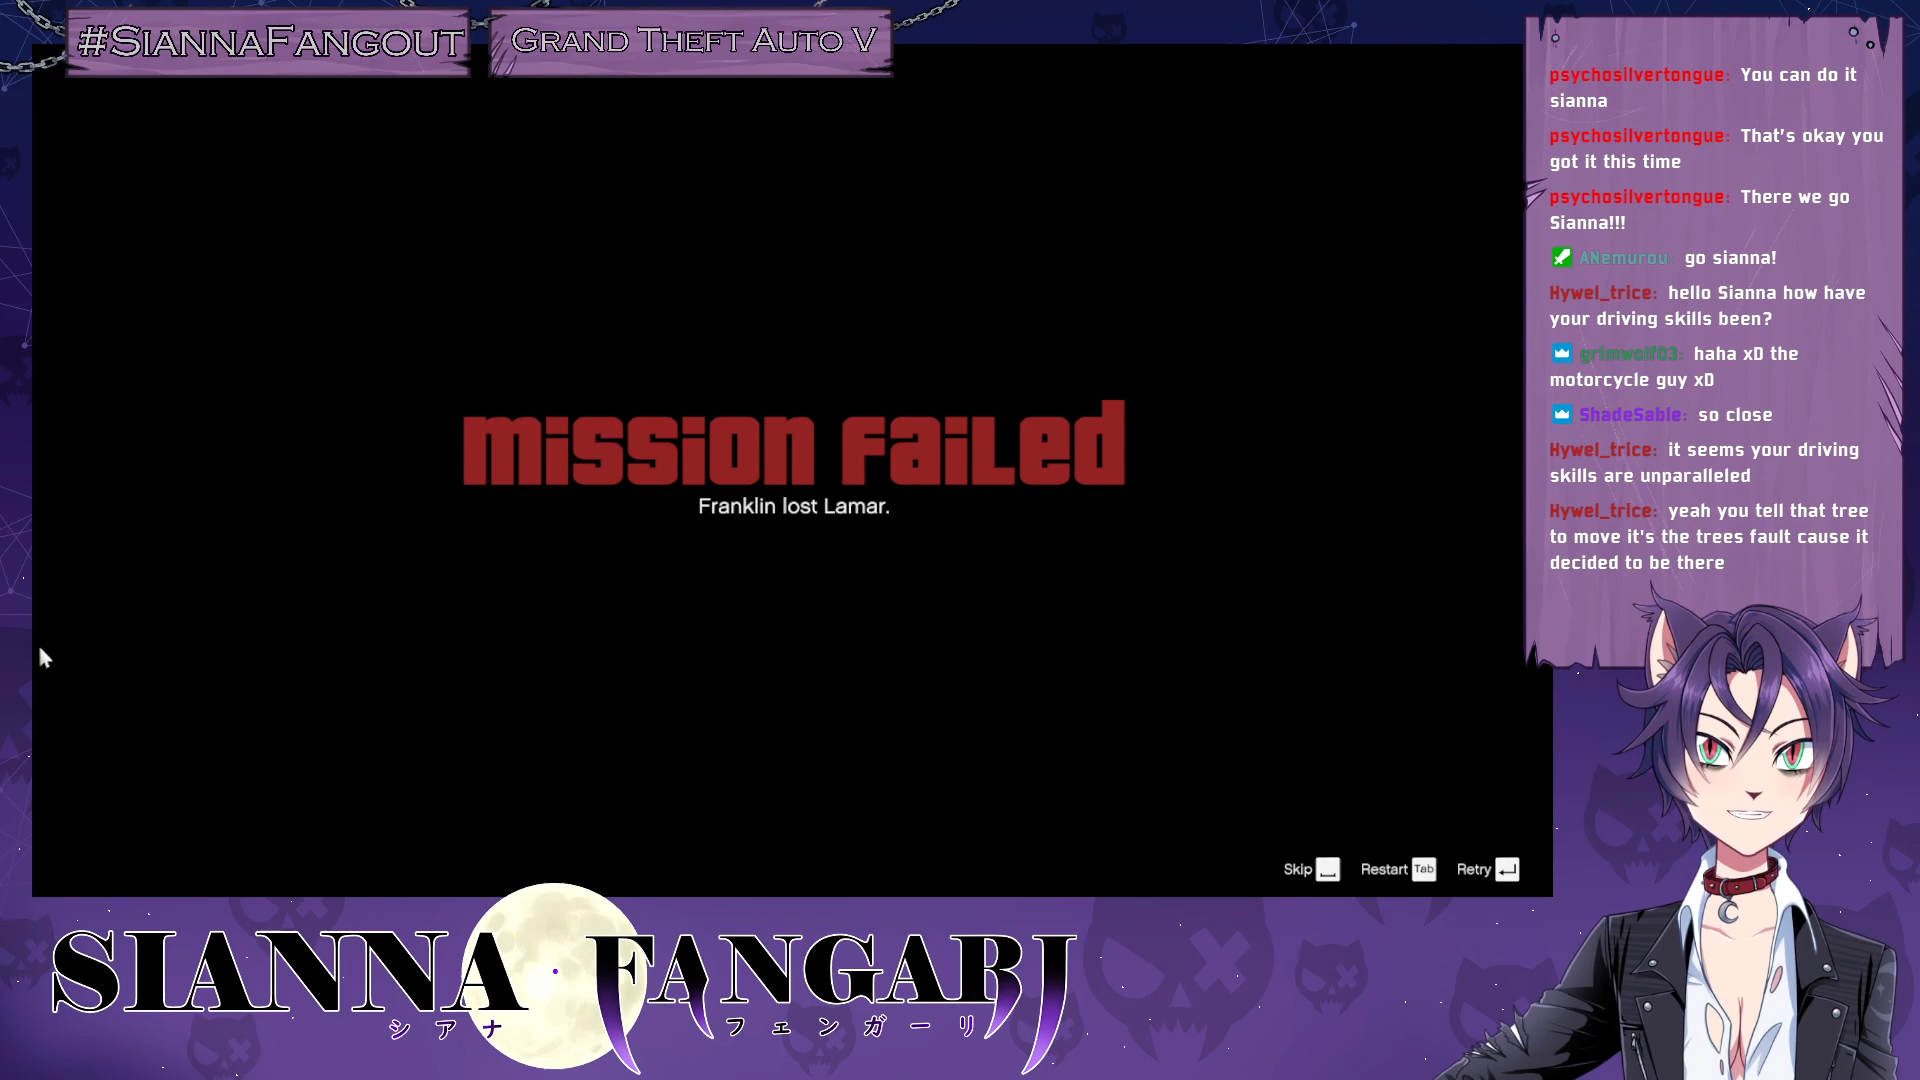 #SIANNAFANGOUT
GRAND THEFT AUTO V
psychosilvertongue: You can do it
sianna
psychosilvertongue: That's okay you
got it this time
psychosilvertongue: There we go
Sianna!!!
ANemurou: go sianna!
Hywel_trice: hello Sianna how have
your driving skills been?
grimwolf03: haha xD the
motorcycle guy xD
ShadeSable: so close
Hywel_trice: it seems your driving
skills are unparalleled
Hywel_trice: yeah you tell that tree
to move it's the trees fault cause it
decided to be there
mission failed
Franklin lost Lamar.
Skip
Restart Tab
Retry
SIANNA FANGARI
シアナ フェンガーリ